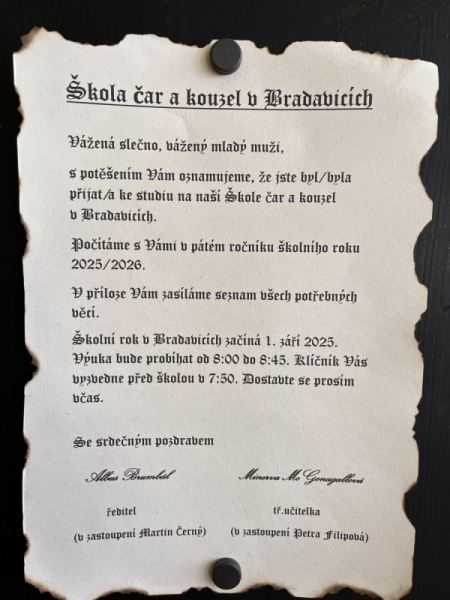 Škola čar a kouzel v Bradavicích
Vážená slečno, vážený mladý muži,
s potěšením Vám oznamujeme, že jste byl/byla
přijat/a ke studiu na naší Škole čar a kouzel
v Bradavicích.
Počítáme s Vámi v pátém ročníku školního roku
2025/2026.
V příloze Vám zasíláme seznam všech potřebných
věcí.
Školní rok v Bradavicích začíná 1. září 2025.
Výuka bude probíhat od 8:00 do 8:45. Klíčník Vás
vyzvedne před školou v 7:50. Dostavte se prosím
včas.
Se srdečným pozdravem
Albus Brumbál Minerva Mc Gonagallová
ředitel tř.učitelka
(v zastoupení Martin Černý) (v zastoupení Petra Filipová)